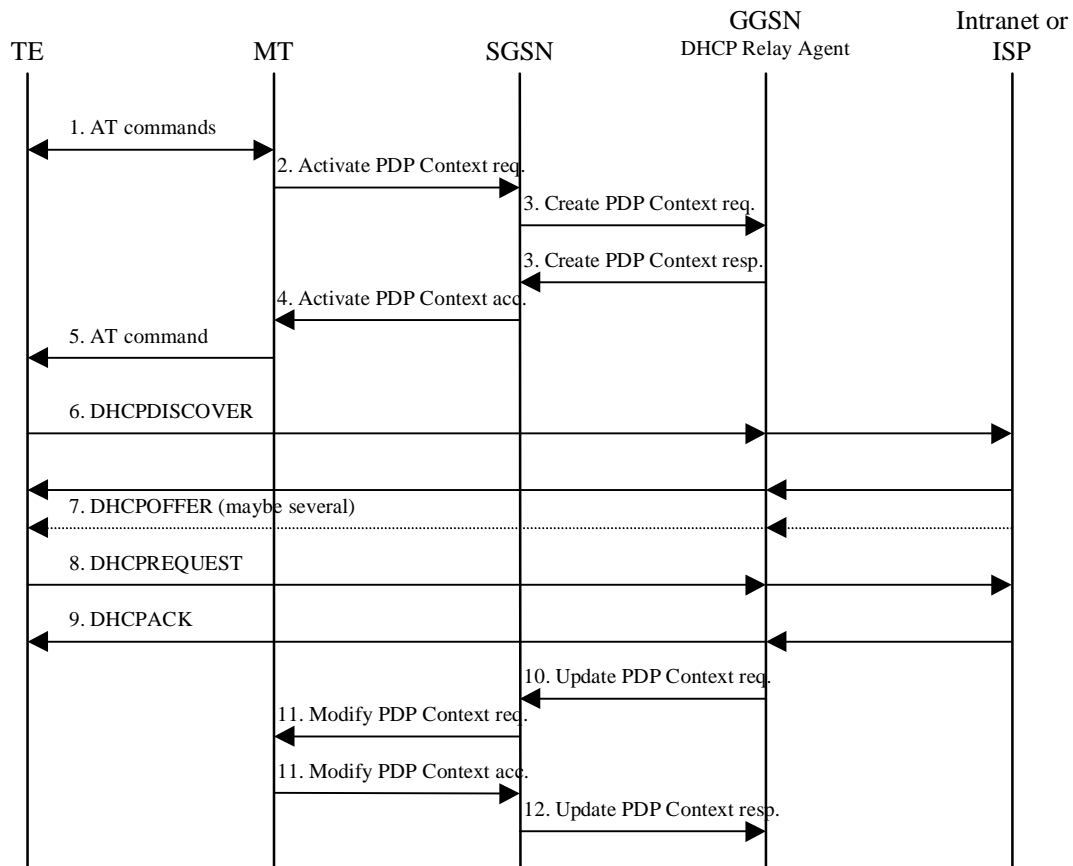 GGSN
Intranet or
TE
MT
SGSN
DHCP Relay Agent
ISP
1. AT commands
2. Activate PDP Context req.
3. Create PDP Context req.
3. Create PDP Context resp.
4. Activate PDP Context acc.
5. AT command
6. DHCPDISCOVER
7. DHCPOFFER (maybe several)
8. DHCPREQUEST
9. DHCPACK
10. Update PDP Context req.
11. Modify PDP Context req.
11. Modify PDP Context acc.
12. Update PDP Context resp.